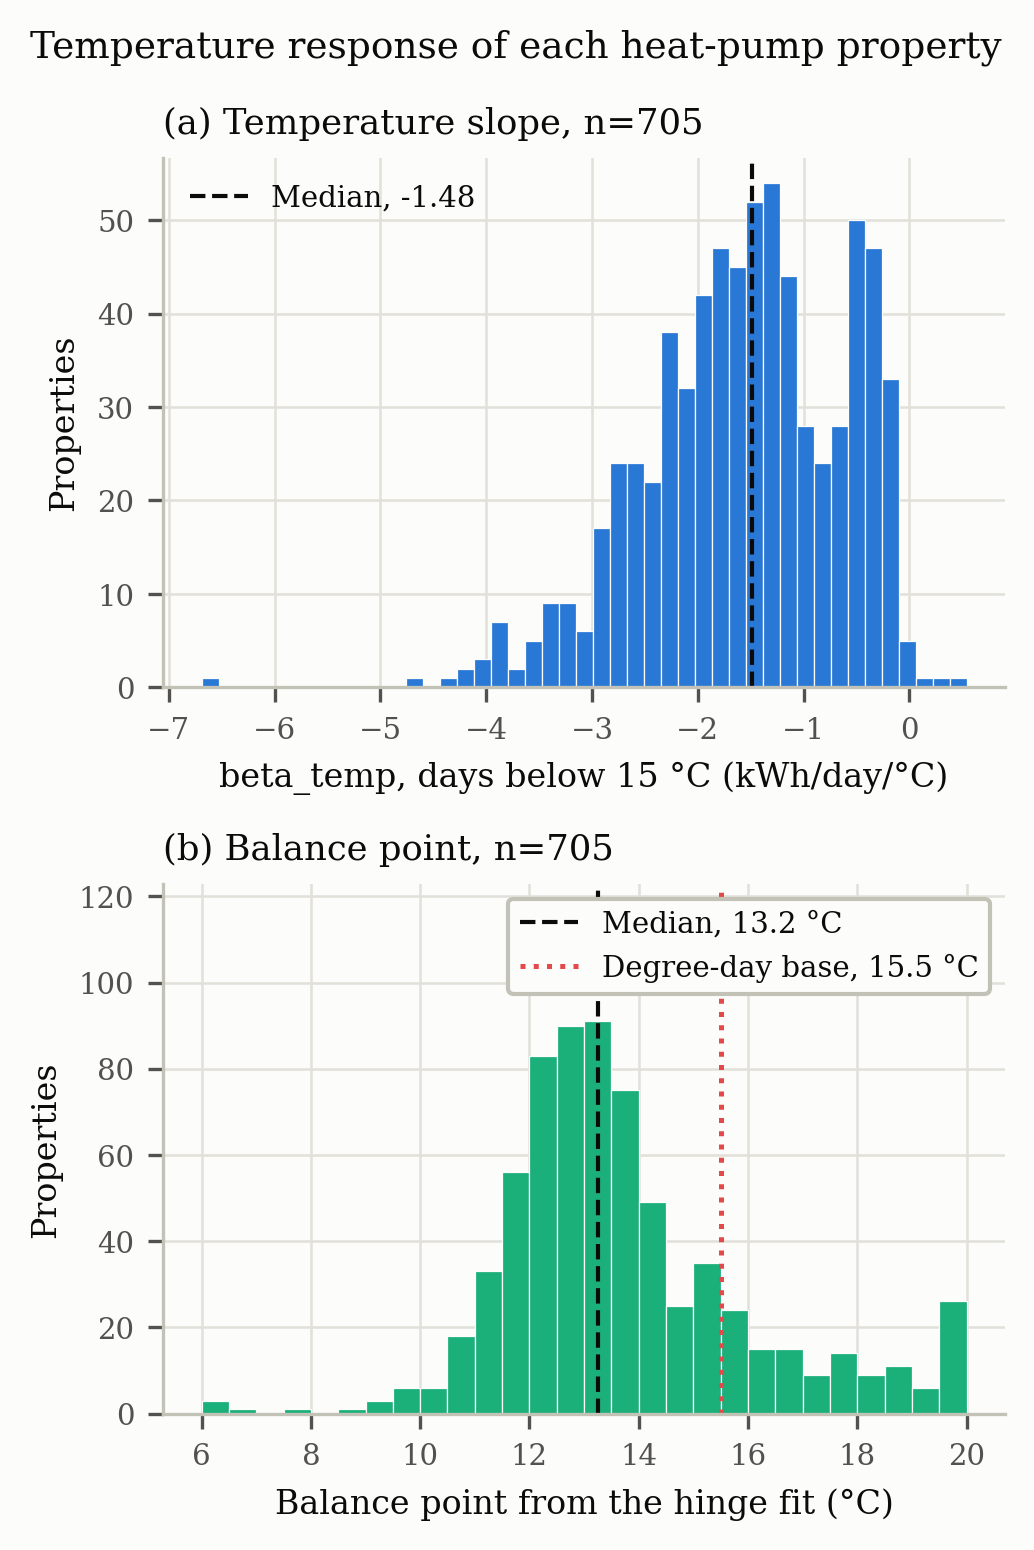 Temperature response of each heat-pump property
(a) Temperature slope, n=705
Median, -1.48
50
40
30
20
10
0
Properties
−7 −6 −5 −4 −3 −2 −1 0
beta_temp, days below 15 °C (kWh/day/°C)
(b) Balance point, n=705
Median, 13.2 °C
Degree-day base, 15.5 °C
120
100
80
60
40
20
0
Properties
6 8 10 12 14 16 18 20
Balance point from the hinge fit (°C)